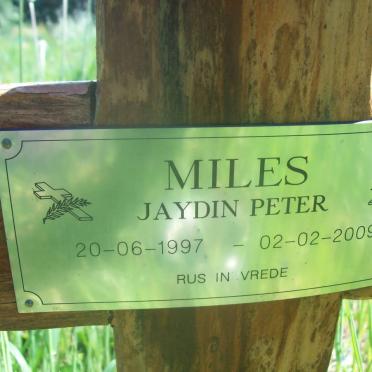 MILES
JAYDIN PETER
20-06-1997 - 02-02-2009
RUS IN VREDE